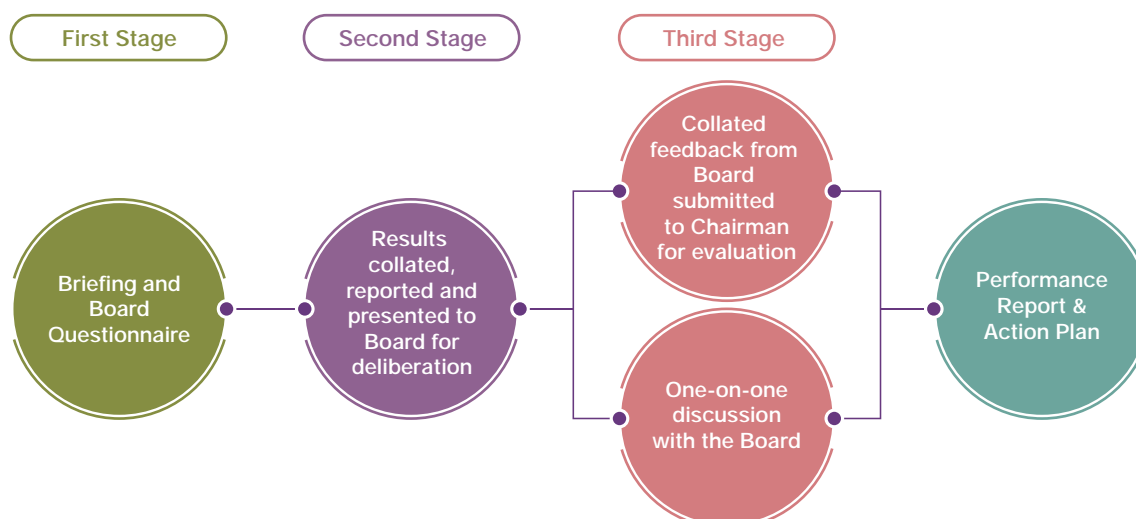 First Stage
Second Stage
Third Stage
Briefing and
Board
Questionnaire
Results
collated,
reported and
presented to
Board for
deliberation
Collated
feedback from
Board
submitted
to Chairman
for evaluation
One-on-one
discussion
with the Board
Performance
Report &
Action Plan